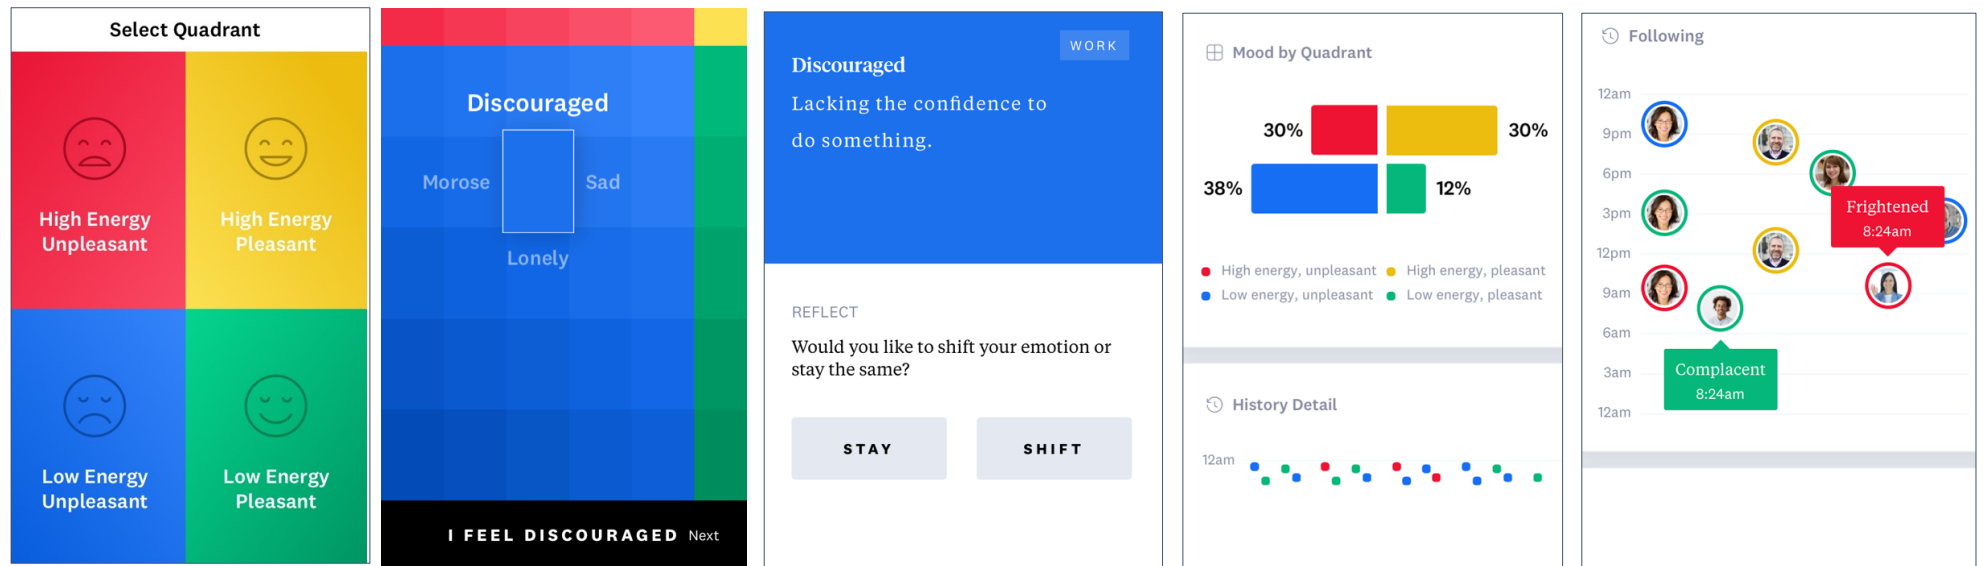 Select Quadrant
High Energy
Unpleasant
High Energy
Pleasant
Low Energy
Unpleasant
Low Energy
Pleasant
Discouraged
Morose
Sad
Lonely
I FEEL DISCOURAGED Next
WORK
Discouraged
Lacking the confidence to
do something.
REFLECT
Would you like to shift your emotion or
stay the same?
STAY
SHIFT
Mood by Quadrant
30%
30%
38%
12%
High energy, unpleasant
High energy, pleasant
Low energy, unpleasant
Low energy, pleasant
History Detail
12am
Following
12am
9pm
6pm
3pm
12pm
9am
6am
3am
12am
Frightened
8:24am
Complacent
8:24am